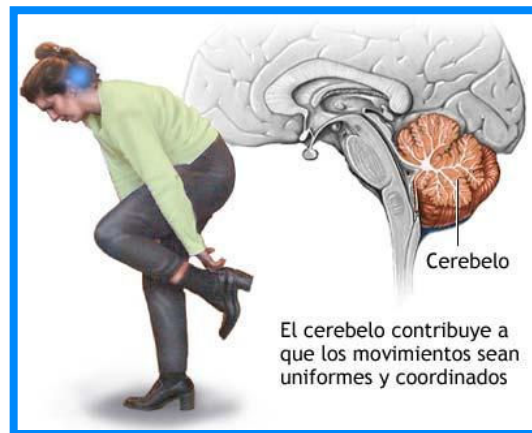 Cerebelo
El cerebelo contribuye a
que los movimientos sean
uniformes y coordinados